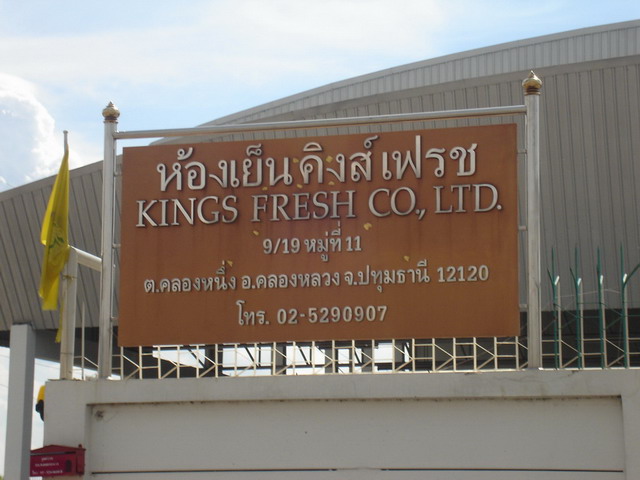 ห้องเย็นคิงส์เฟรช
KINGS FRESH CO., LTD.
9/19 หมู่ที่ 11
ต.คลองหนึ่ง อ.คลองหลวง จ.ปทุมธานี 12120
โทร. 02-5290907